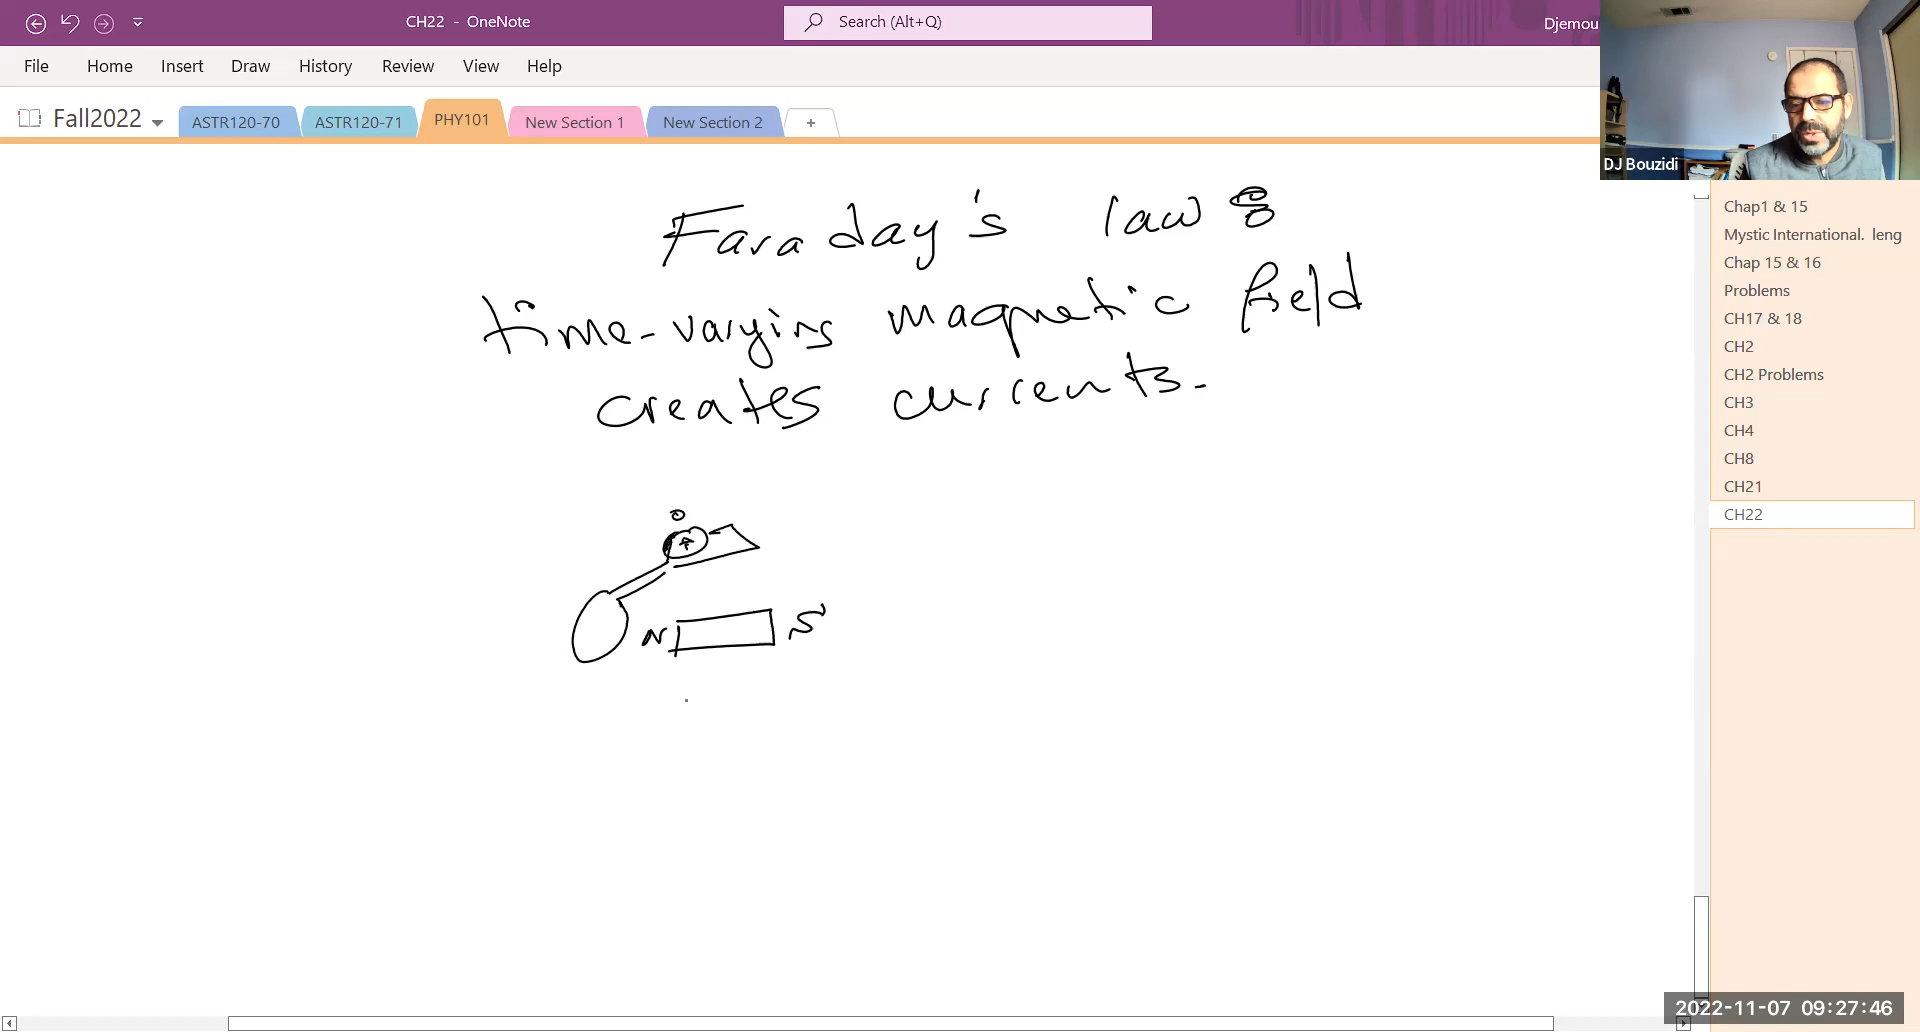 CH22 - OneNote
Search (Alt+Q)
Djemou
File Home Insert Draw History Review View Help
Fall2022 ASTR120-70 ASTR120-71 PHY101 New Section 1 New Section 2 +
DJ Bouzidi
Faraday's law :
time-varying magnetic field
creates currents.
0
N S
Chap1 & 15
Mystic International. leng
Chap 15 & 16
Problems
CH17 & 18
CH2
CH2 Problems
CH3
CH4
CH8
CH21
CH22
2022-11-07 09:27:46